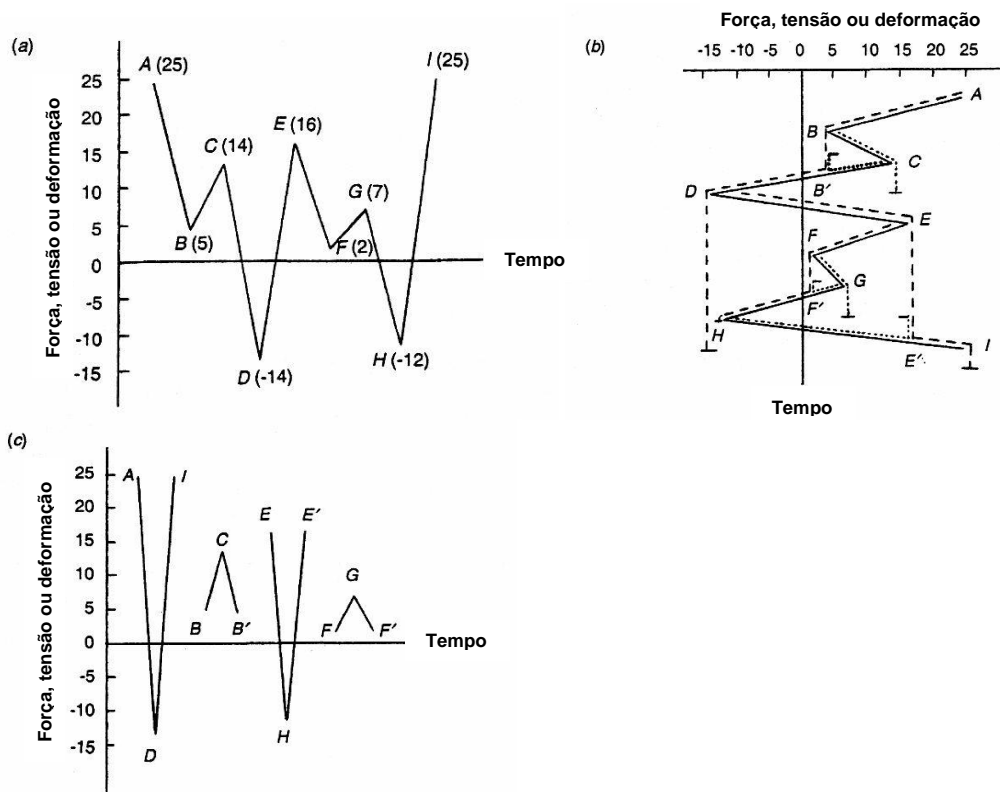 (a)
Força, tensão ou deformação
25
20
15
10
5
0
-5
-10
-15
A (25)
B (5)
C (14)
D (-14)
E (16)
F (2)
G (7)
H (-12)
I (25)
Tempo
(b)
Força, tensão ou deformação
-15 -10 -5 0 5 10 15 20 25
A
B
C
D
B'
E
F
G
F'
H
I
E'
Tempo
(c)
Força, tensão ou deformação
25
20
15
10
5
0
-5
-10
-15
A I
D
C
B B'
E E'
H
G
F F'
Tempo